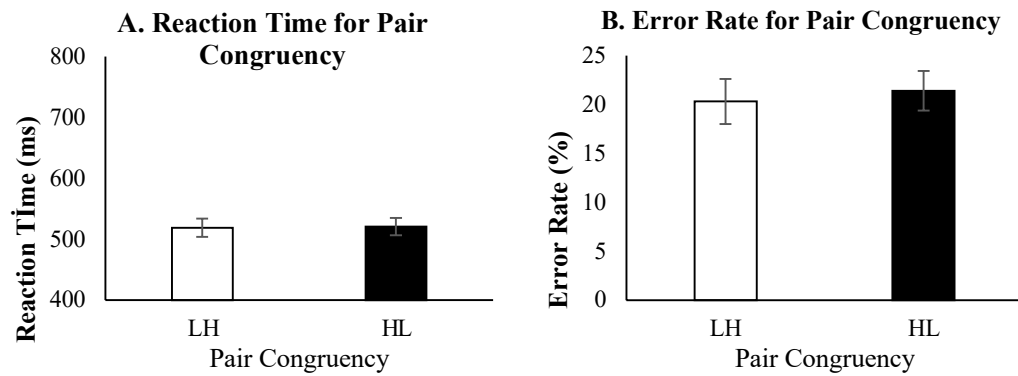 A. Reaction Time for Pair
Congruency
800
700
600
500
400
Reaction Time (ms)
LH
HL
Pair Congruency
B. Error Rate for Pair Congruency
25
20
15
10
5
0
Error Rate (%)
LH
HL
Pair Congruency